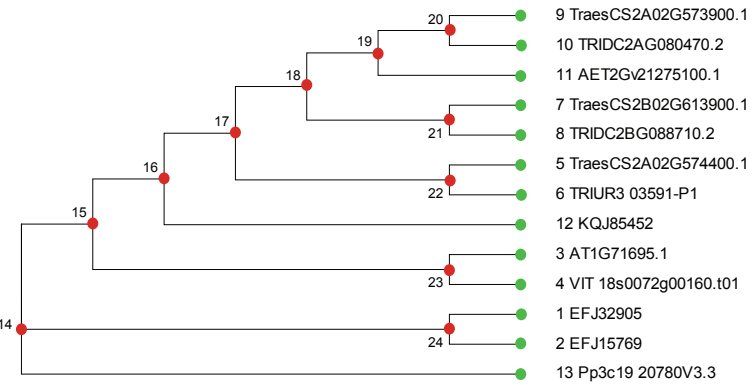 20
9 TraesCS2A02G573900.1
19
10 TRIDC2AG080470.2
18
11 AET2Gv21275100.1
7 TraesCS2B02G613900.1
17
21
8 TRIDC2BG088710.2
16
5 TraesCS2A02G574400.1
22
6 TRIUR3 03591-P1
15
12 KQJ85452
3 AT1G71695.1
23
4 VIT 18s0072g00160.t01
14
1 EFJ32905
24
2 EFJ15769
13 Pp3c19 20780V3.3